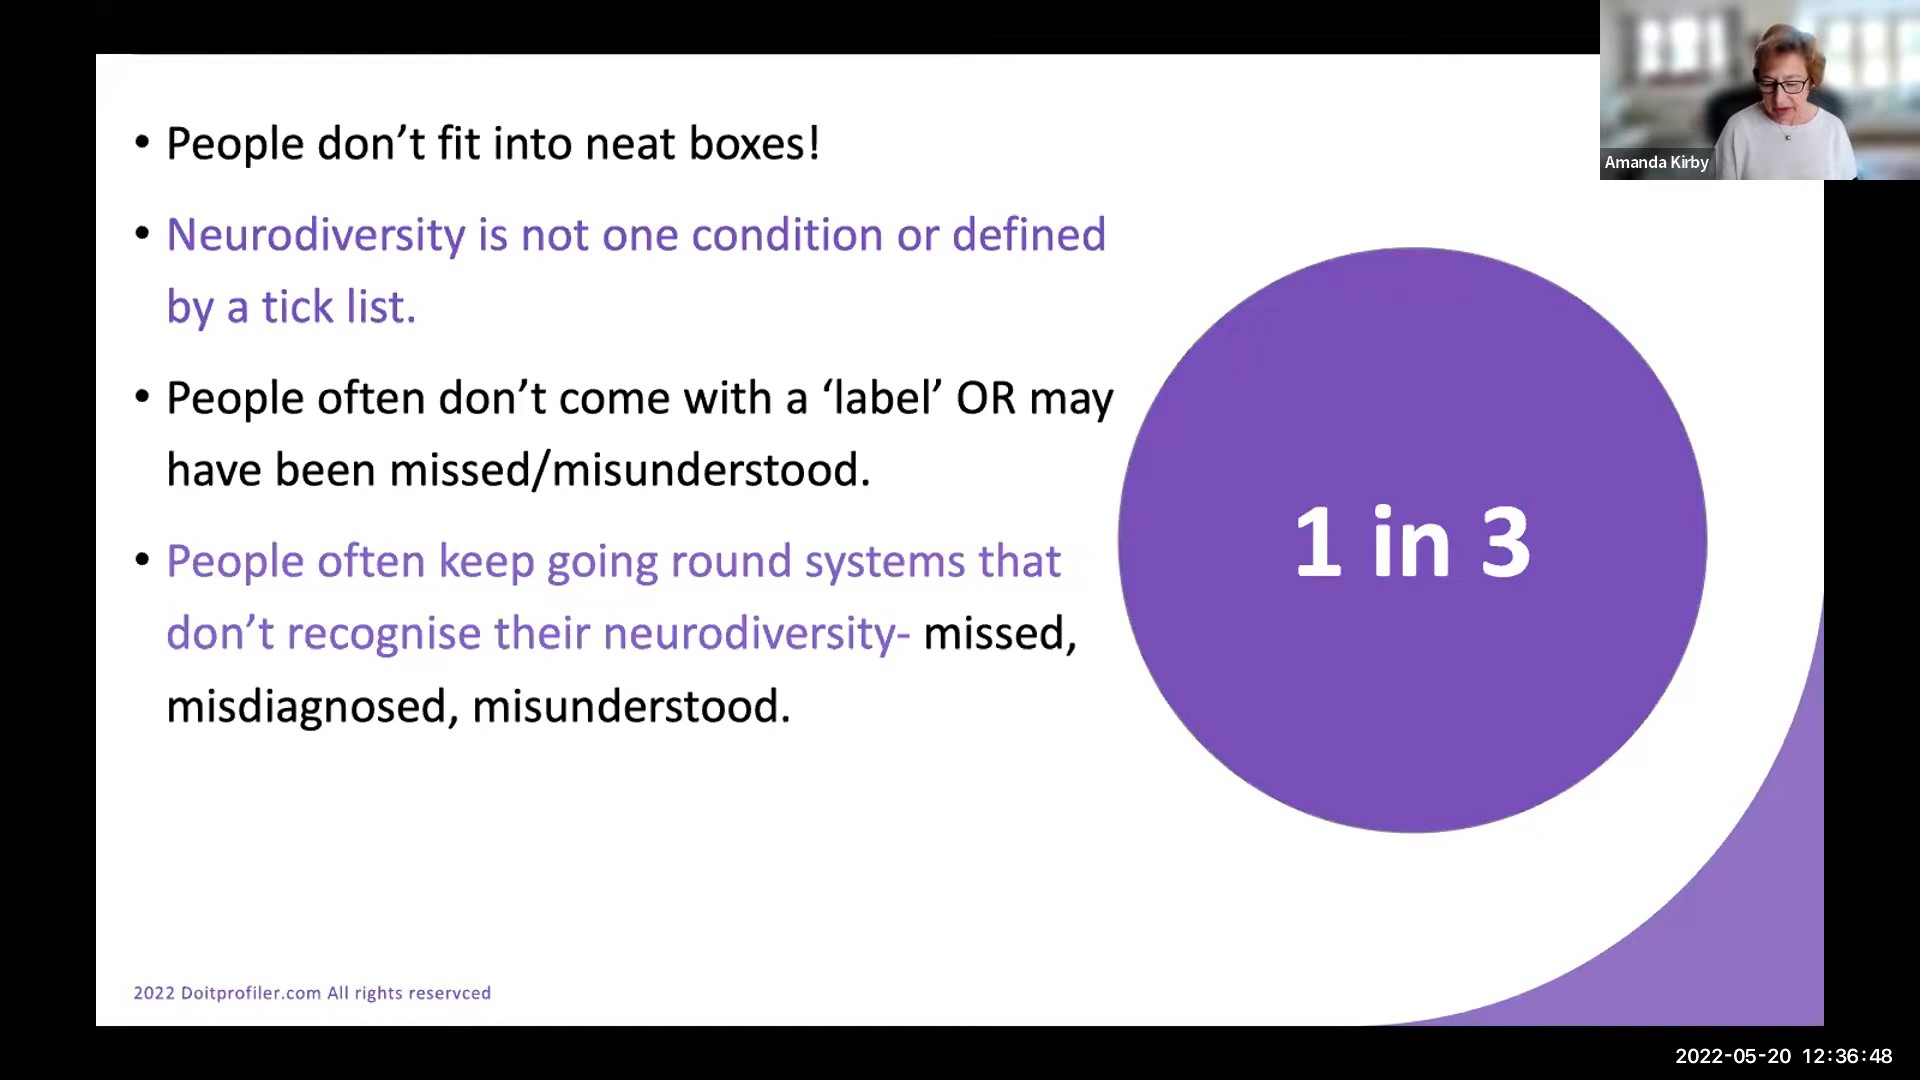 • People don’t fit into neat boxes!
• Neurodiversity is not one condition or defined
by a tick list.
• People often don’t come with a ‘label’ OR may
have been missed/misunderstood.
• People often keep going round systems that
don’t recognise their neurodiversity- missed,
misdiagnosed, misunderstood.
1 in 3
Amanda Kirby
2022 Doitprofiler.com All rights reservced
2022-05-20 12:36:48